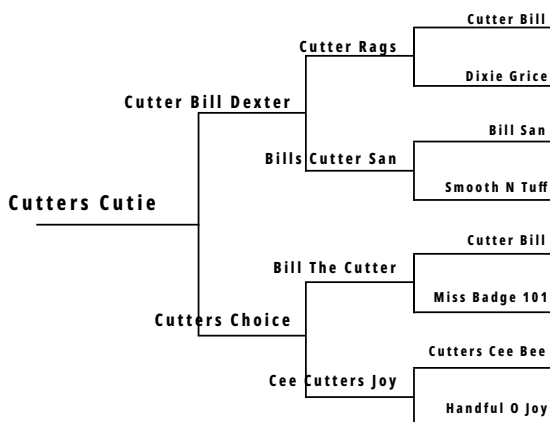 Cutter Bill
Cutter Rags
Dixie Grice
Cutter Bill Dexter
Bill San
Bills Cutter San
Smooth N Tuff
Cutters Cutie
Cutter Bill
Bill The Cutter
Miss Badge 101
Cutters Choice
Cutters Cee Bee
Cee Cutters Joy
Handful O Joy